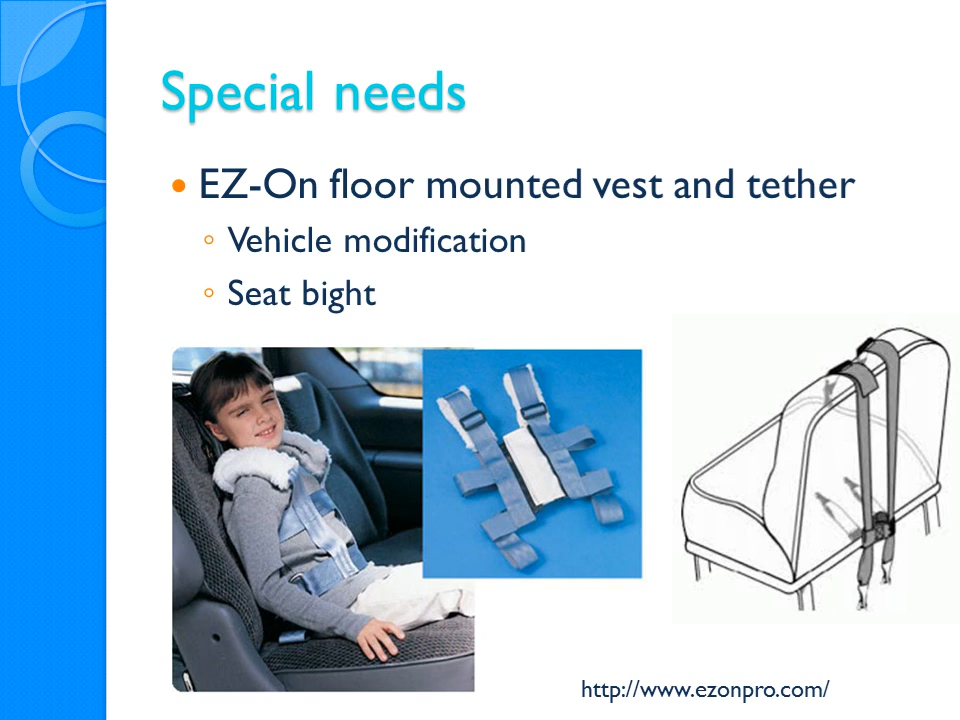 Special needs
• EZ-On floor mounted vest and tether
◦ Vehicle modification
◦ Seat bight
http://www.ezonpro.com/